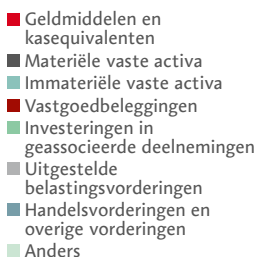 Geldmiddelen en
kasequivalenten
Materiële vaste activa
Immateriële vaste activa
Vastgoedbeleggingen
Investeringen in
geassocieerde deelnemingen
Uitgestelde
belastingsvorderingen
Handelsvorderingen en
overige vorderingen
Anders